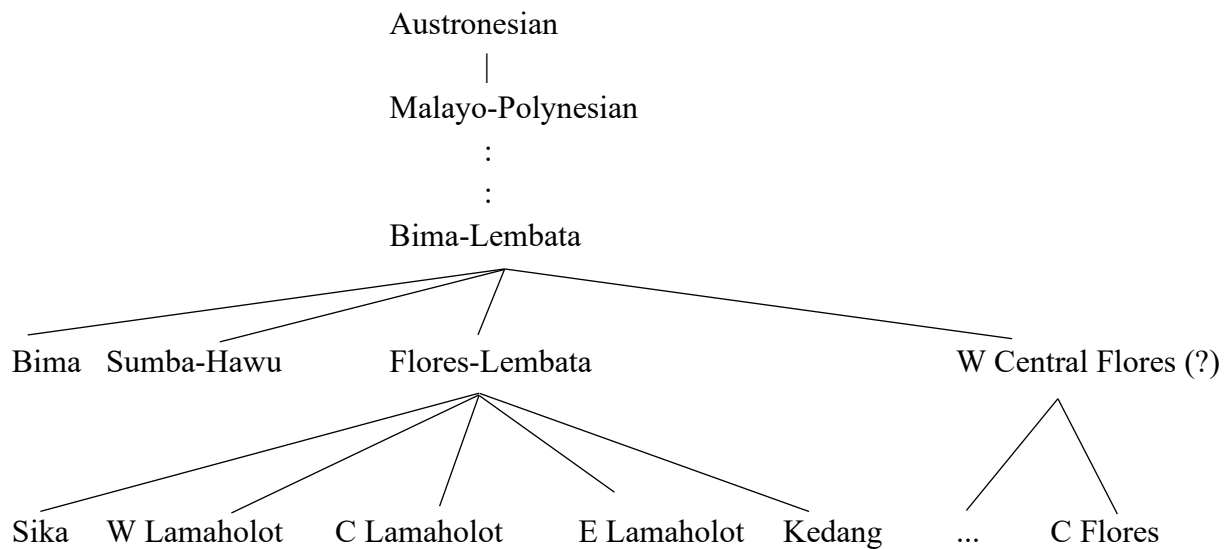 Austronesian
Malayo-Polynesian
:
:
Bima-Lembata
Bima Sumba-Hawu Flores-Lembata W Central Flores (?)
Sika W Lamaholot C Lamaholot E Lamaholot Kedang ... C Flores